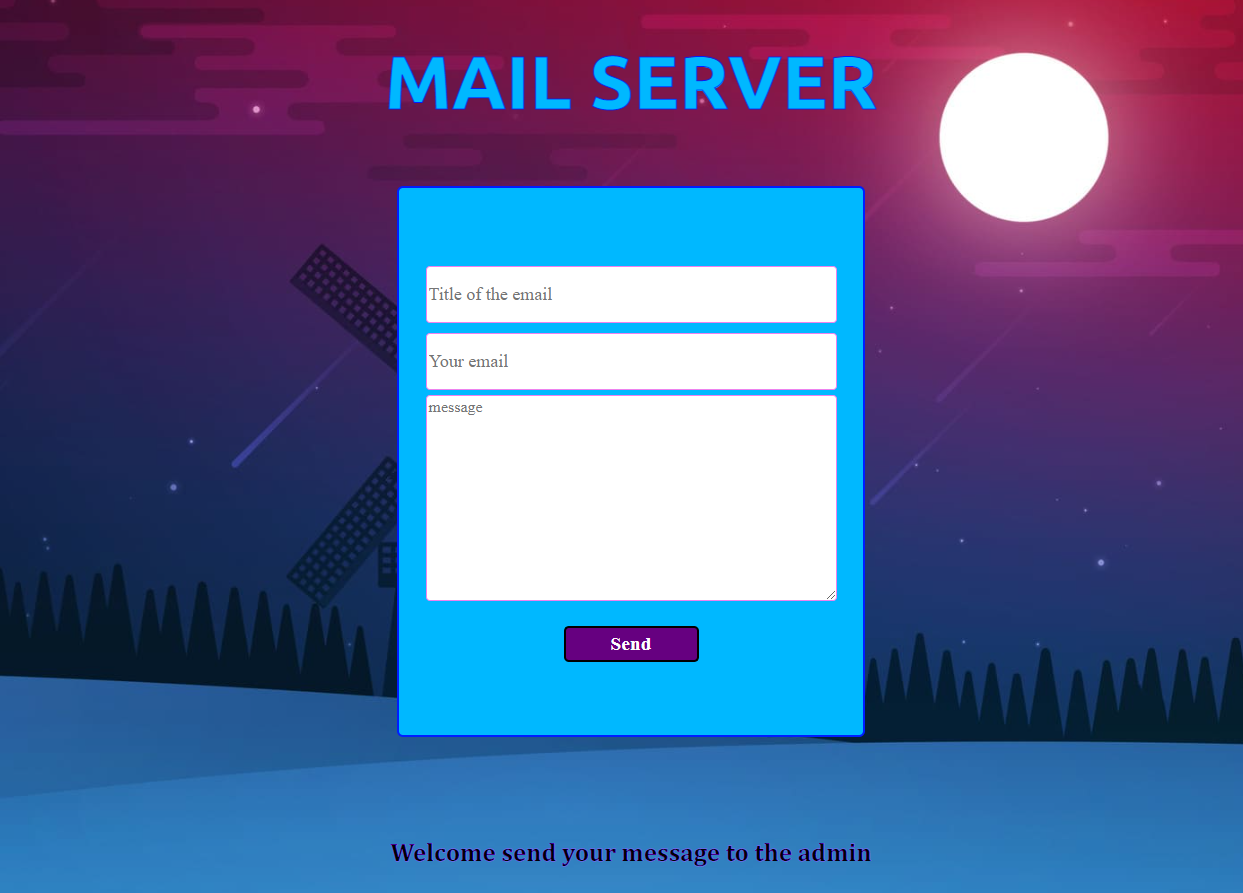 MAIL SERVER
Title of the email
Your email
message
Send
Welcome send your message to the admin